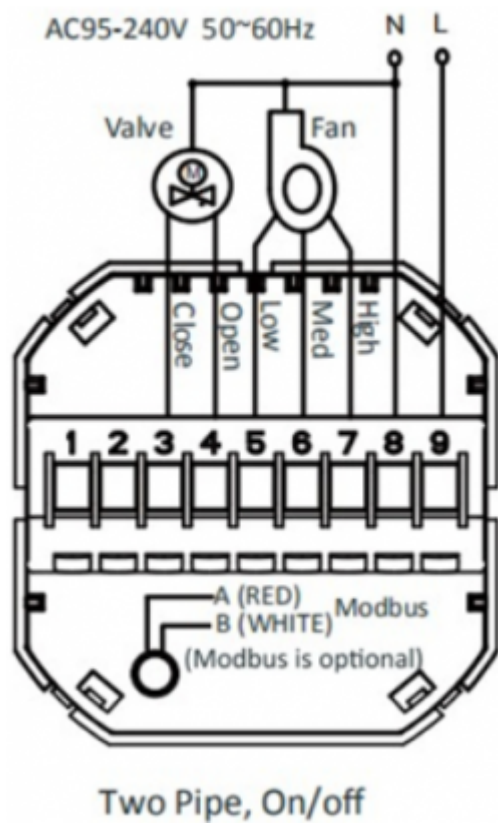 AC95-240V 50~60Hz N L
Valve Fan
M
Close Open Low Med High
1 2 3 4 5 6 7 8 9
A (RED)
B (WHITE) Modbus
(Modbus is optional)
Two Pipe, On/off